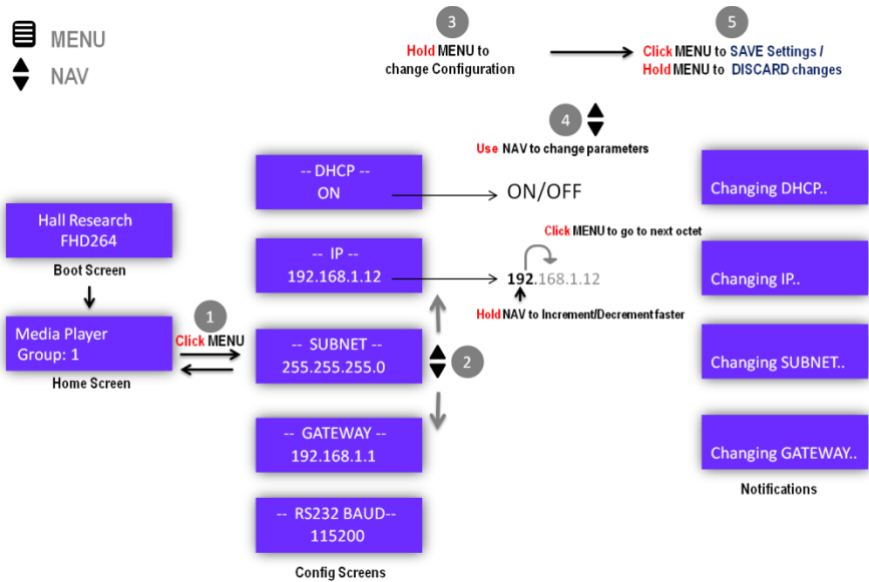 MENU
NAV
3
Hold MENU to
change Configuration
5
Click MENU to SAVE Settings /
Hold MENU to DISCARD changes
4
Use NAV to change parameters
Hall Research
FHD264
Boot Screen
Media Player
Group: 1
Home Screen
1
Click MENU
-- DHCP --
ON
ON/OFF
-- IP --
192.168.1.12
Click MENU to go to next octet
192.168.1.12
Hold NAV to Increment/Decrement faster
-- SUBNET --
255.255.255.0
2
-- GATEWAY --
192.168.1.1
-- RS232 BAUD--
115200
Config Screens
Changing DHCP..
Changing IP..
Changing SUBNET..
Changing GATEWAY..
Notifications